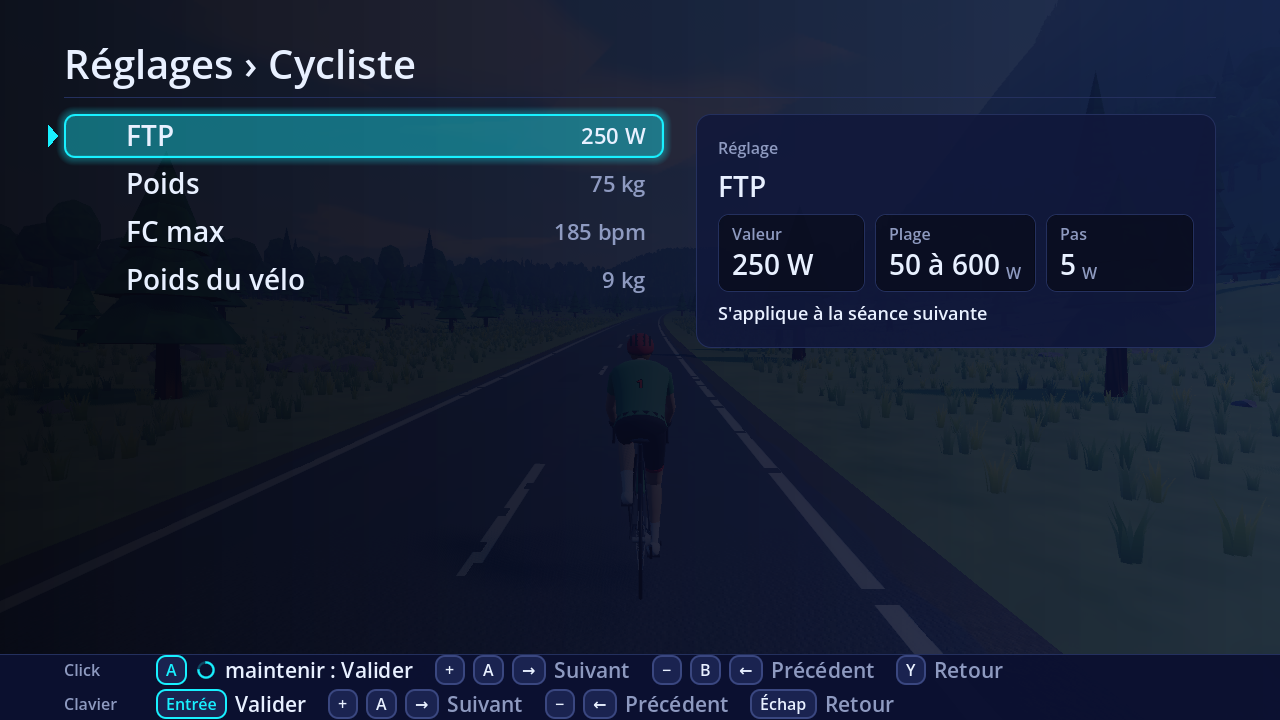 Réglages › Cycliste
FTP 250 W
Poids 75 kg
FC max 185 bpm
Poids du vélo 9 kg
Réglage
FTP
Valeur Plage Pas
250 W 50 à 600 W 5 W
S'applique à la séance suivante
Click A maintenir : Valider + A → Suivant − B ← Précédent Y Retour
Clavier Entrée Valider + A → Suivant − ← Précédent Échap Retour